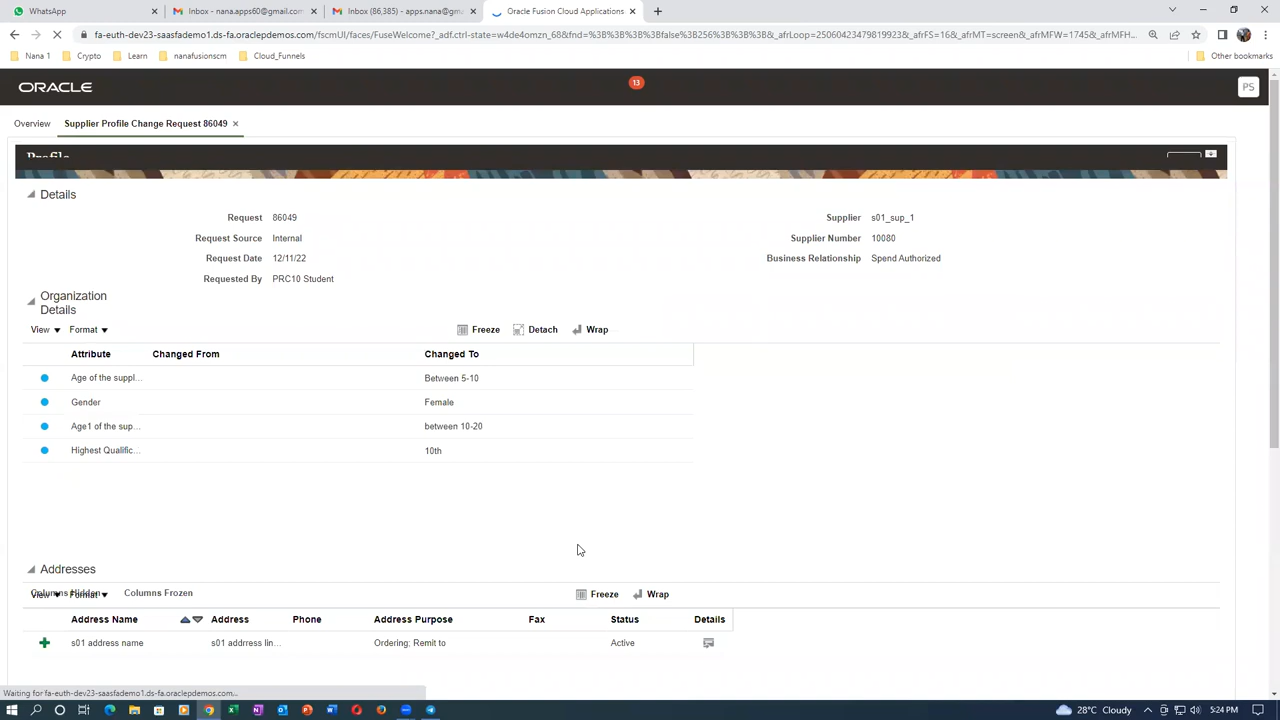 WhatsApp
Inbox - nana.apps60@gmail.com
Inbox (86,385) - apps.nana@gm
Oracle Fusion Cloud Applications
fa-euth-dev23-saasfademo1.ds-fa.oraclepdemos.com/fscmUI/faces/FuseWelcome?_adf.ctrl-state=w4de4omzn_68&fnd=%3B%3B%3B%3Bfalse%3B256%3B%3B%3B&_afrLoop=25060423479819923&_afrFS=16&_afrMT=screen&_afrMFW=1745&_afrMFH...
Nana 1
Crypto
Learn
nanafusionscm
Cloud_Funnels
Other bookmarks
ORACLE
13
PS
Overview
Supplier Profile Change Request 86049
Profile
Details
Request 86049
Supplier s01_sup_1
Request Source Internal
Supplier Number 10080
Request Date 12/11/22
Business Relationship Spend Authorized
Requested By PRC10 Student
Organization
Details
View Format Freeze Detach Wrap
Attribute Changed From Changed To
Age of the suppl... Between 5-10
Gender Female
Age1 of the sup... between 10-20
Highest Qualific... 10th
Addresses
Columns Hidden Columns Frozen
View Format Freeze Wrap
Address Name Address Phone Address Purpose Fax Status Details
s01 address name s01 addrress lin... Ordering; Remit to Active
Waiting for fa-euth-dev23-saasfademo1.ds-fa.oraclepdemos.com...
28°C Cloudy
5:24 PM